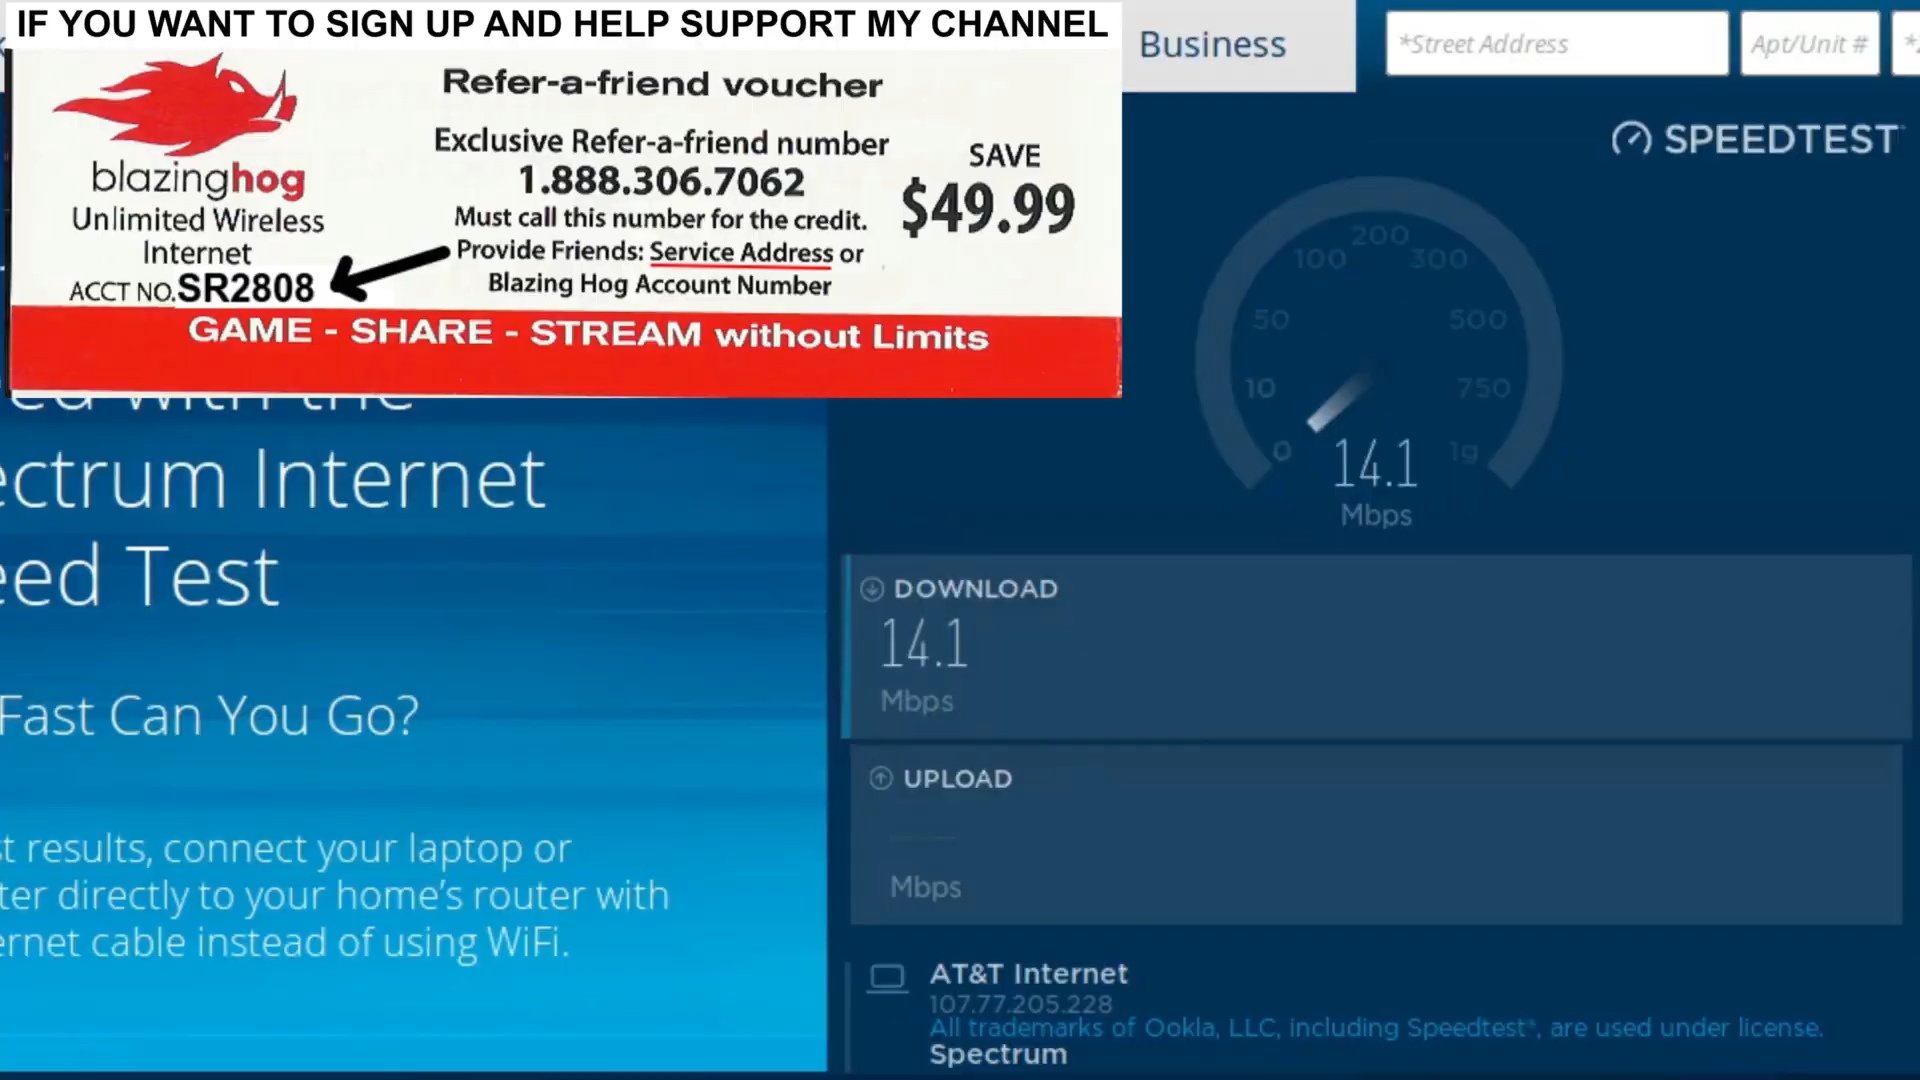 IF YOU WANT TO SIGN UP AND HELP SUPPORT MY CHANNEL
Refer-a-friend voucher
Exclusive Refer-a-friend number
1.888.306.7062
Must call this number for the credit.
Provide Friends: Service Address or
Blazing Hog Account Number
SAVE
$49.99
blazinghog
Unlimited Wireless
Internet
ACCT NO.SR2808
GAME - SHARE - STREAM without Limits
Business
*Street Address
Apt/Unit #
SPEEDTEST
0
10
50
100
200
300
500
750
1g
14.1
Mbps
with the
ectrum Internet
eed Test
Fast Can You Go?
t results, connect your laptop or
ter directly to your home's router with
ernet cable instead of using WiFi.
DOWNLOAD
14.1
Mbps
UPLOAD
Mbps
AT&T Internet
107.77.205.228
All trademarks of Ookla, LLC, including Speedtest®, are used under license.
Spectrum